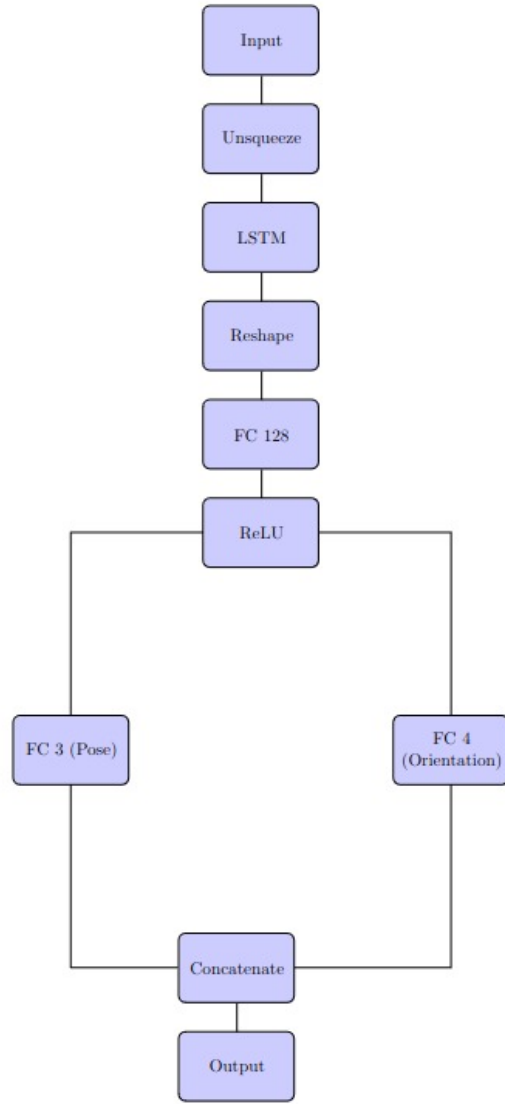 Input
Unsqueeze
LSTM
Reshape
FC 128
ReLU
FC 3 (Pose)
FC 4
(Orientation)
Concatenate
Output